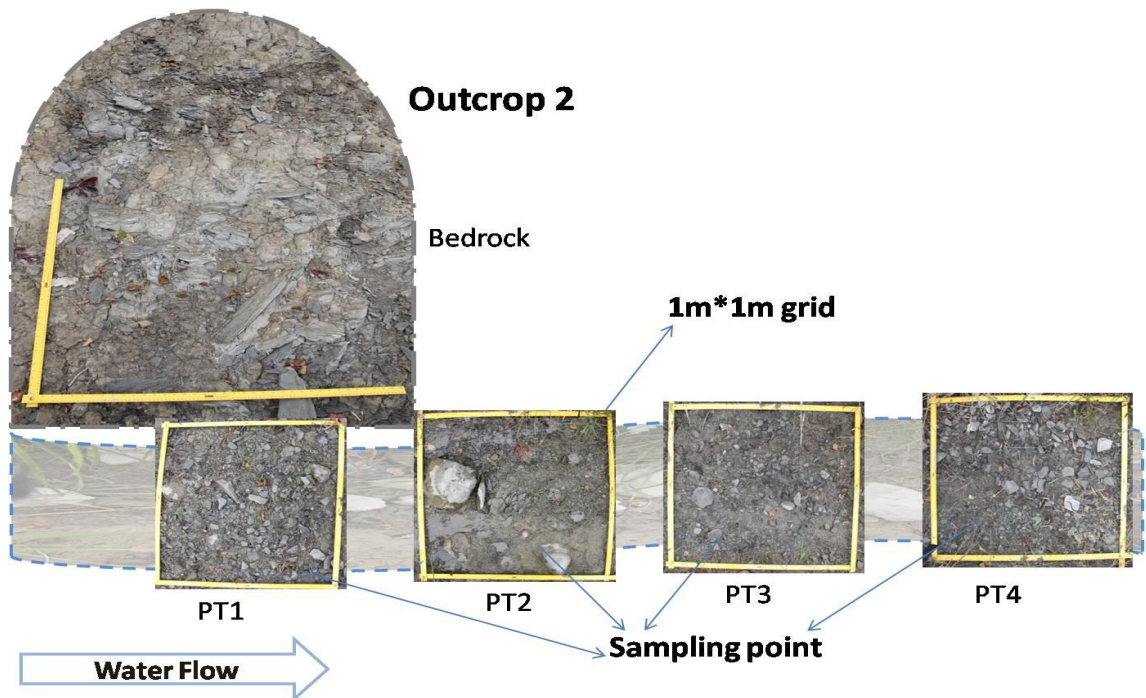 Outcrop 2
Bedrock
1m*1m grid
PT1
PT2
PT3
PT4
Sampling point
Water Flow